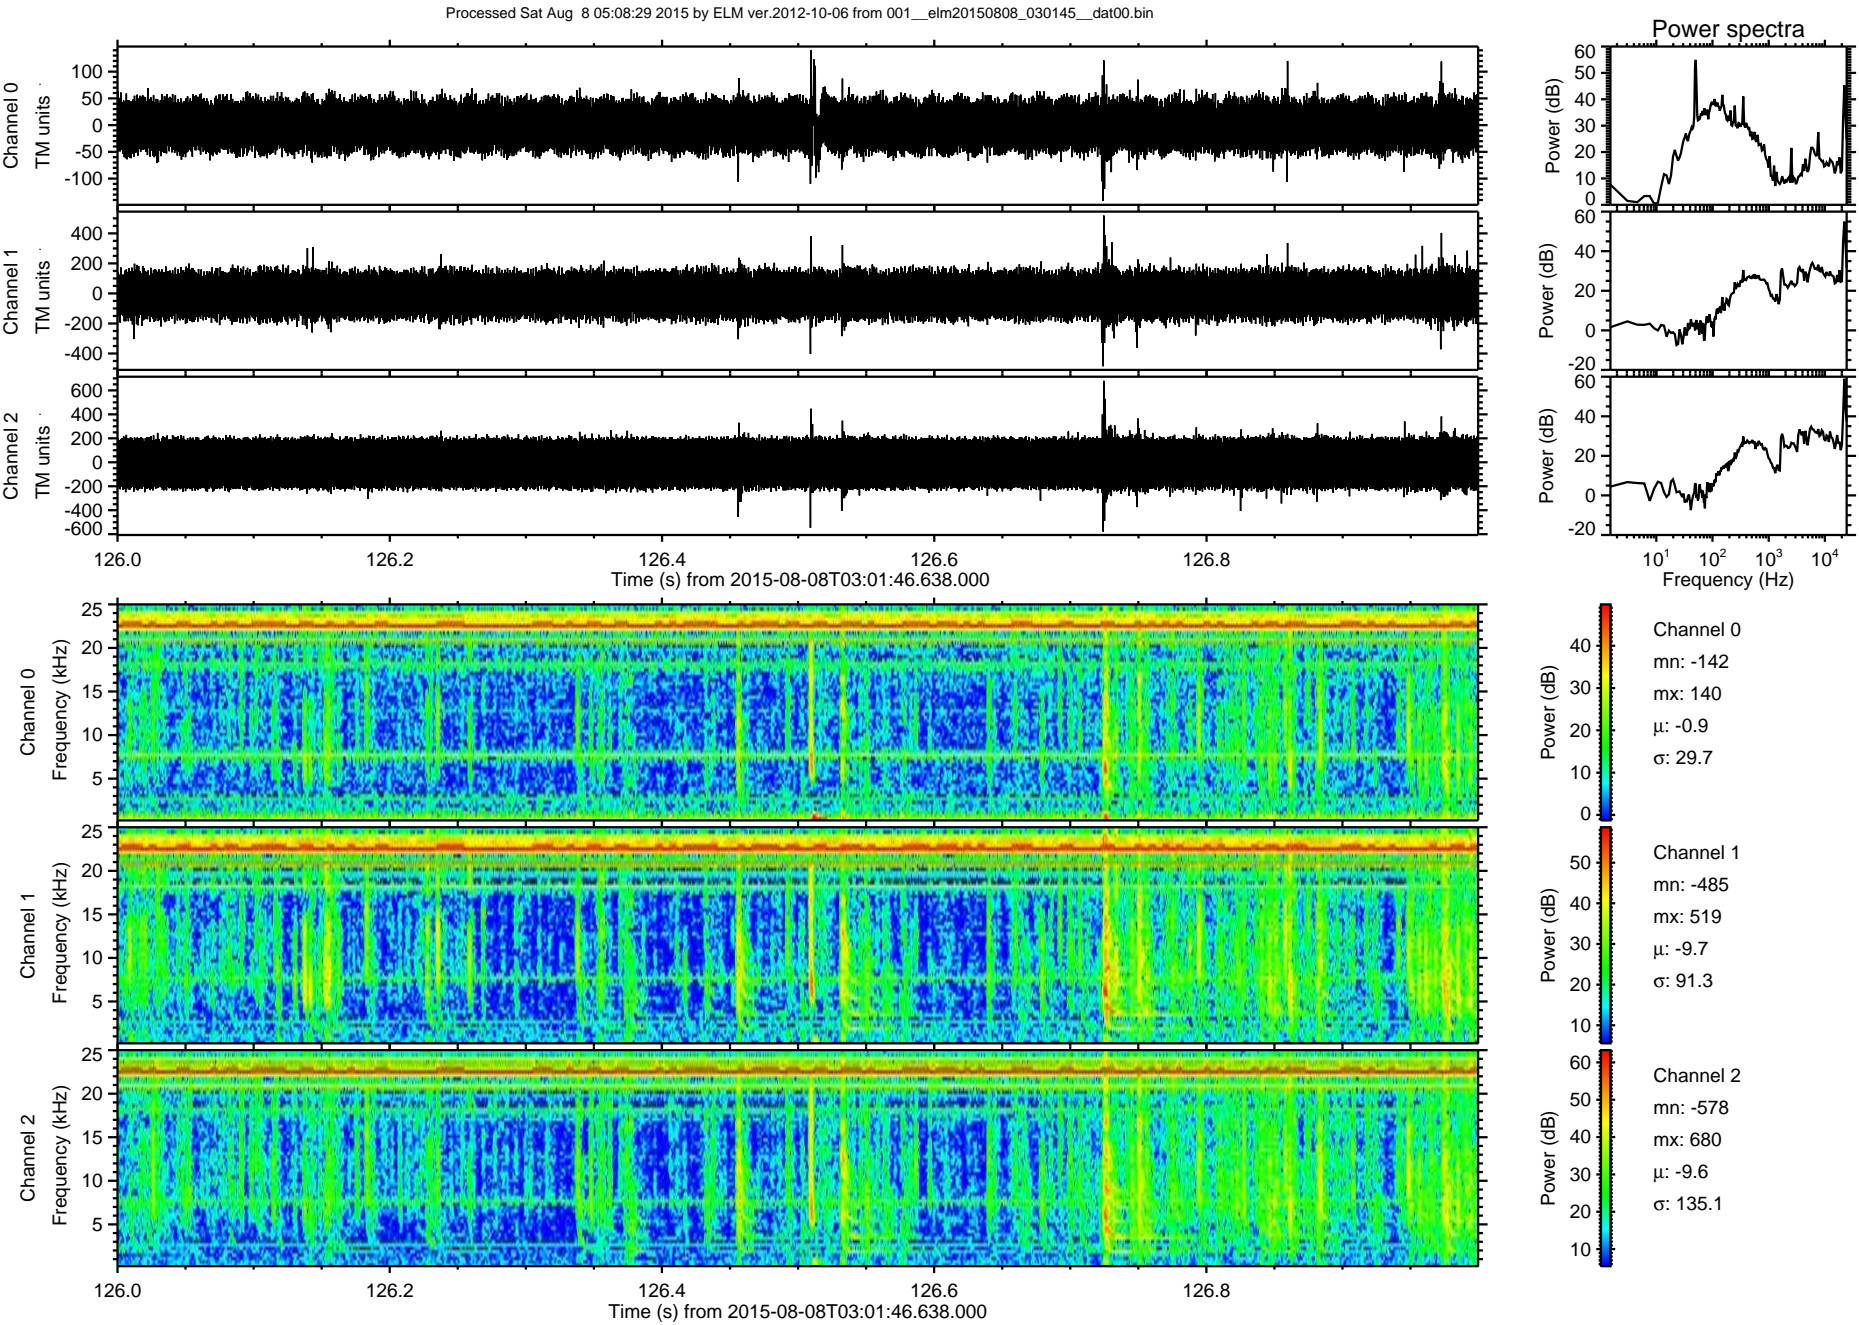 Processed Sat Aug  8 05:08:29 2015 by ELM ver.2012-10-06 from 001__elm20150808_030145__dat00.bin
Power spectra
Channel 0
TM units
100
50
0
-50
-100
Power (dB)
60
50
40
30
20
10
0
Channel 1
TM units
400
200
0
-200
-400
Power (dB)
60
40
20
0
-20
Channel 2
TM units
600
400
200
0
-200
-400
-600
Power (dB)
60
40
20
0
-20
126.0 126.2 126.4 126.6 126.8
Time (s) from 2015-08-08T03:01:46.638.000
10^1 10^2 10^3 10^4
Frequency (Hz)
Channel 0
Frequency (kHz)
25
20
15
10
5
Power (dB)
40
30
20
10
0
Channel 0
mn: -142
mx: 140
µ: -0.9
σ: 29.7
Channel 1
Frequency (kHz)
25
20
15
10
5
Power (dB)
50
40
30
20
10
Channel 1
mn: -485
mx: 519
µ: -9.7
σ: 91.3
Channel 2
Frequency (kHz)
25
20
15
10
5
Power (dB)
60
50
40
30
20
10
Channel 2
mn: -578
mx: 680
µ: -9.6
σ: 135.1
126.0 126.2 126.4 126.6 126.8
Time (s) from 2015-08-08T03:01:46.638.000